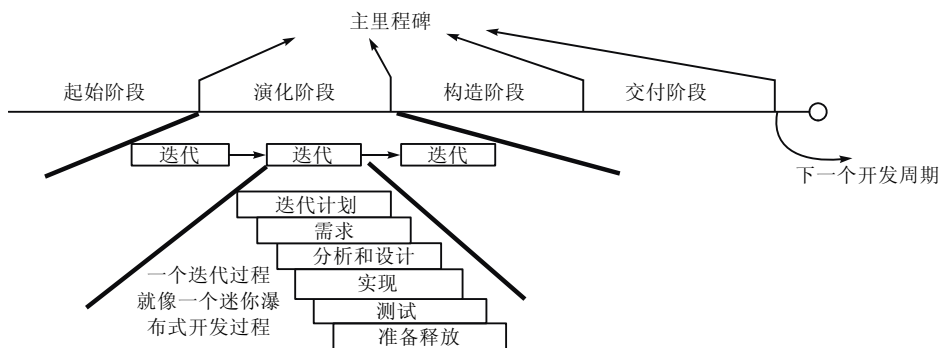 主里程碑
起始阶段
演化阶段
构造阶段
交付阶段
迭代
迭代
迭代
下一个开发周期
迭代计划
需求
分析和设计
实现
测试
准备释放
一个迭代过程
就像一个迷你瀑
布式开发过程